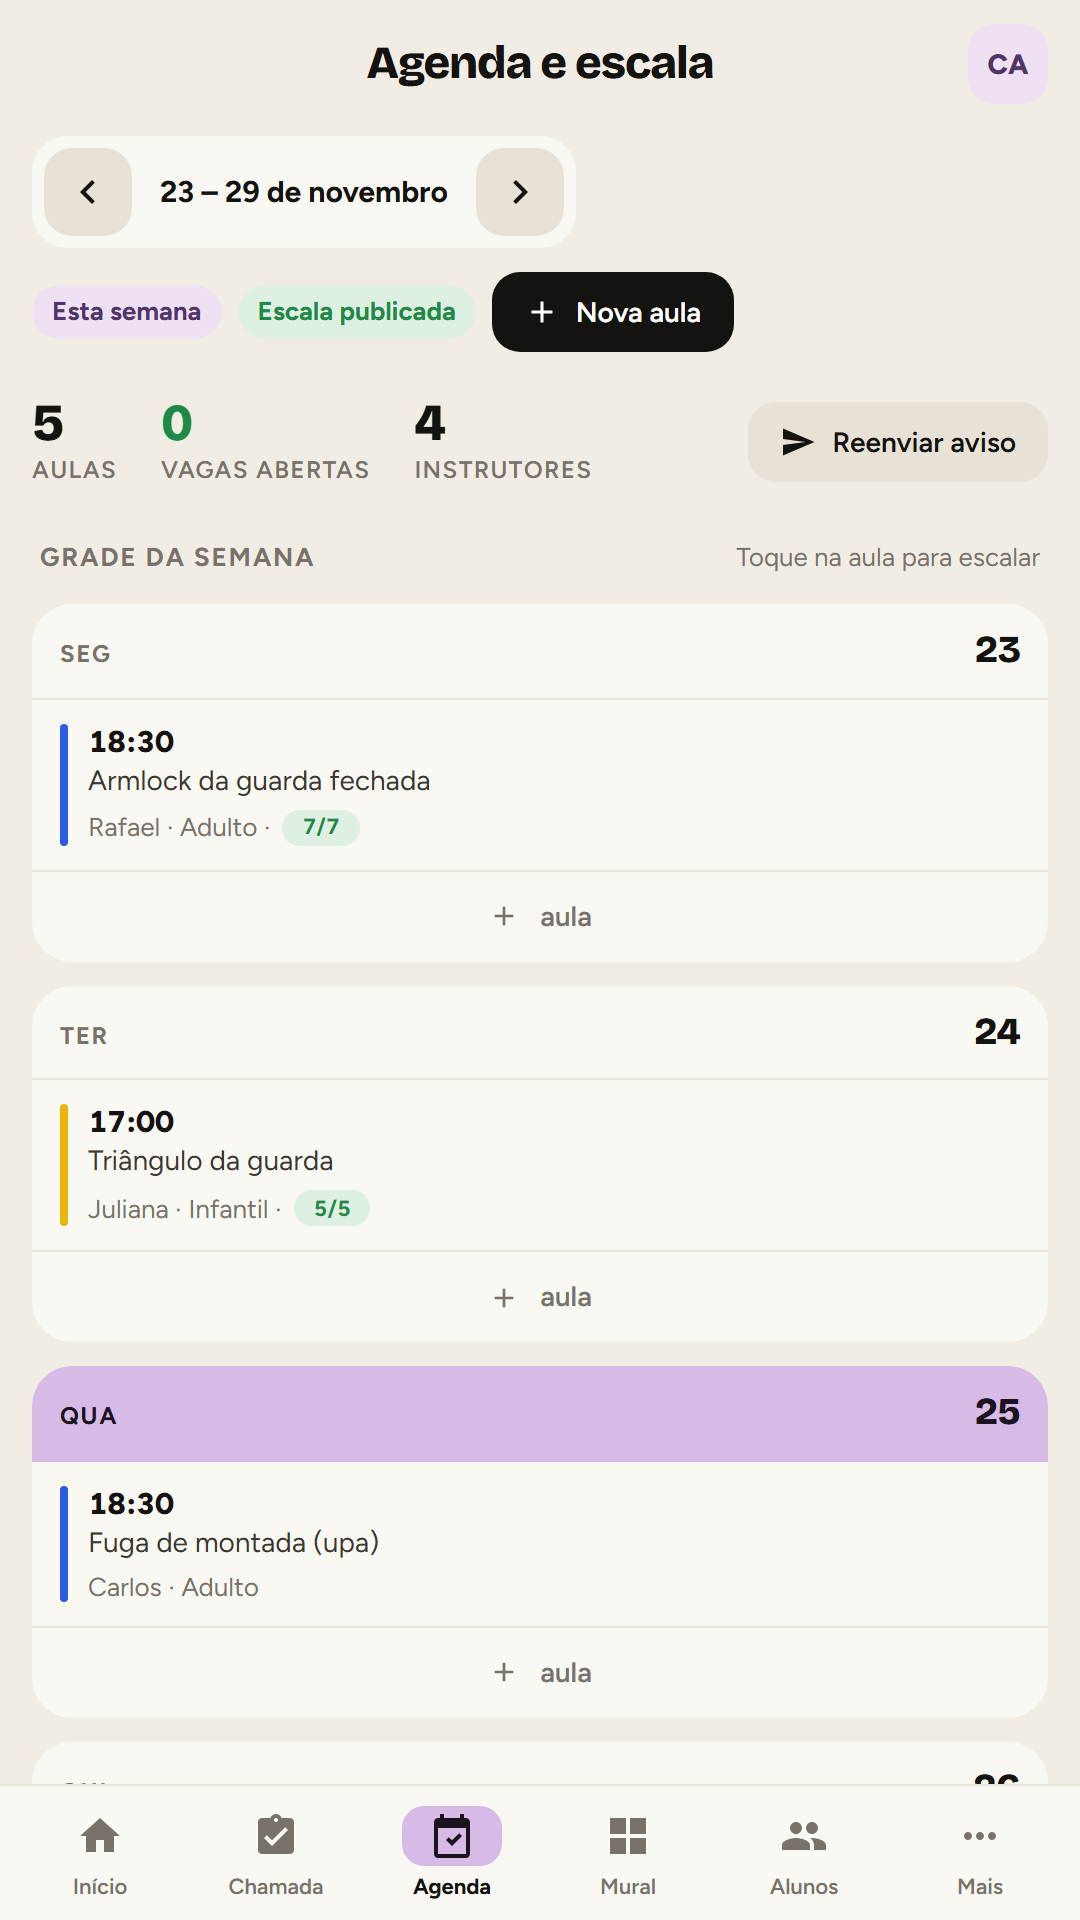 Agenda e escala
CA
23 – 29 de novembro
Esta semana
Escala publicada
+ Nova aula
5
AULAS
0
VAGAS ABERTAS
4
INSTRUTORES
Reenviar aviso
GRADE DA SEMANA
Toque na aula para escalar
SEG
23
18:30
Armlock da guarda fechada
Rafael · Adulto · 7/7
+ aula
TER
24
17:00
Triângulo da guarda
Juliana · Infantil · 5/5
+ aula
QUA
25
18:30
Fuga de montada (upa)
Carlos · Adulto
+ aula
Início
Chamada
Agenda
Mural
Alunos
Mais